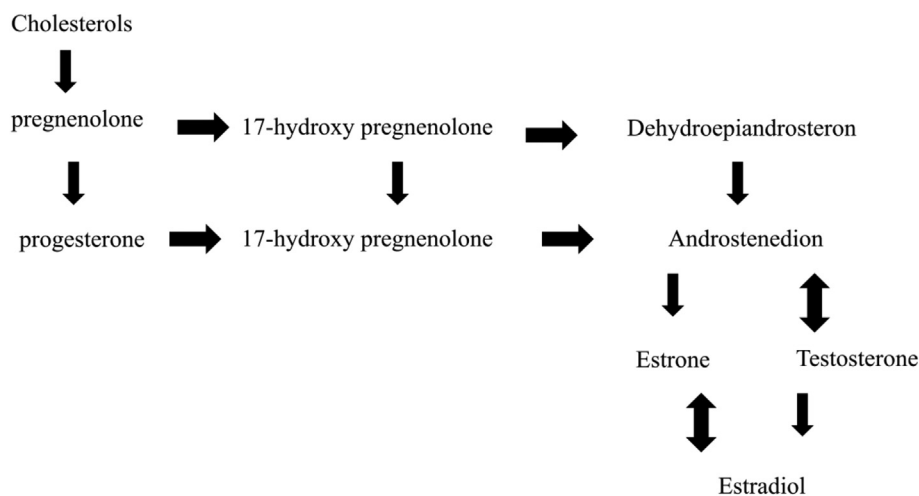 Cholesterols
pregnenolone
17-hydroxy pregnenolone
Dehydroepiandrosteron
progesterone
17-hydroxy pregnenolone
Androstenedion
Estrone
Testosterone
Estradiol